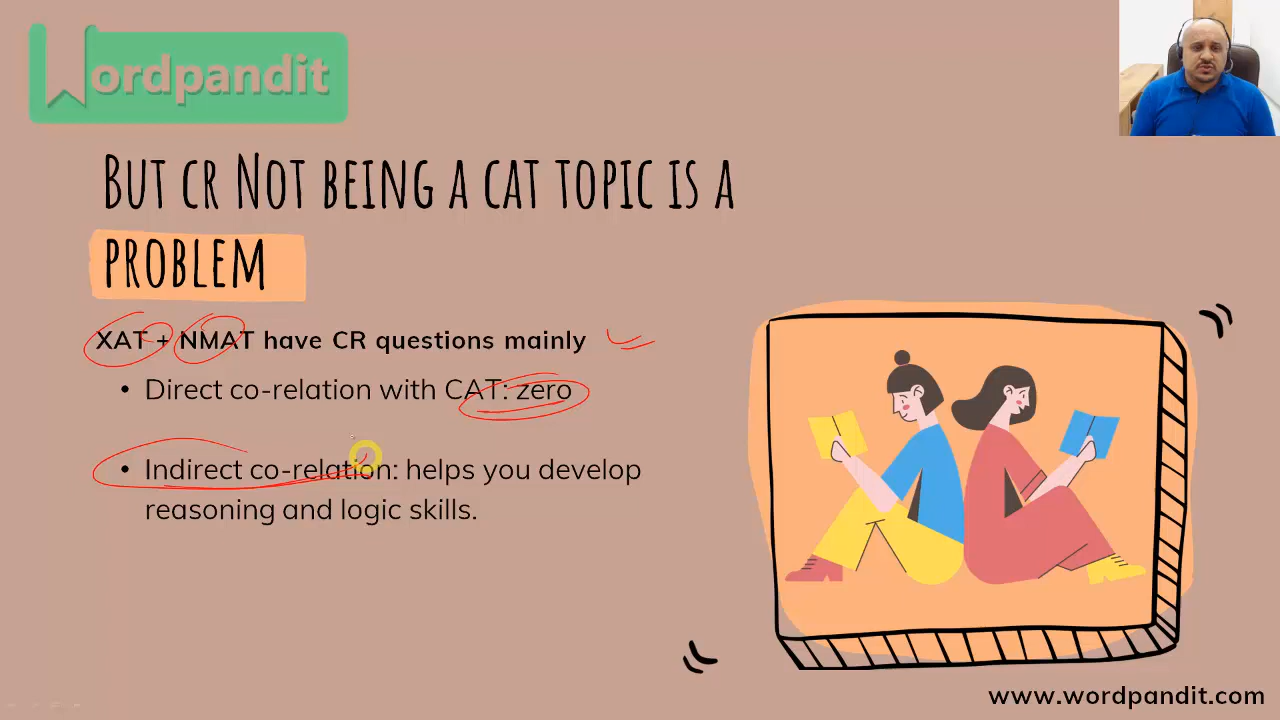 Wordpandit
But cr Not being a cat topic is a
problem
XAT + NMAT have CR questions mainly
• Direct co-relation with CAT: zero
• Indirect co-relation: helps you develop
reasoning and logic skills.
www.wordpandit.com